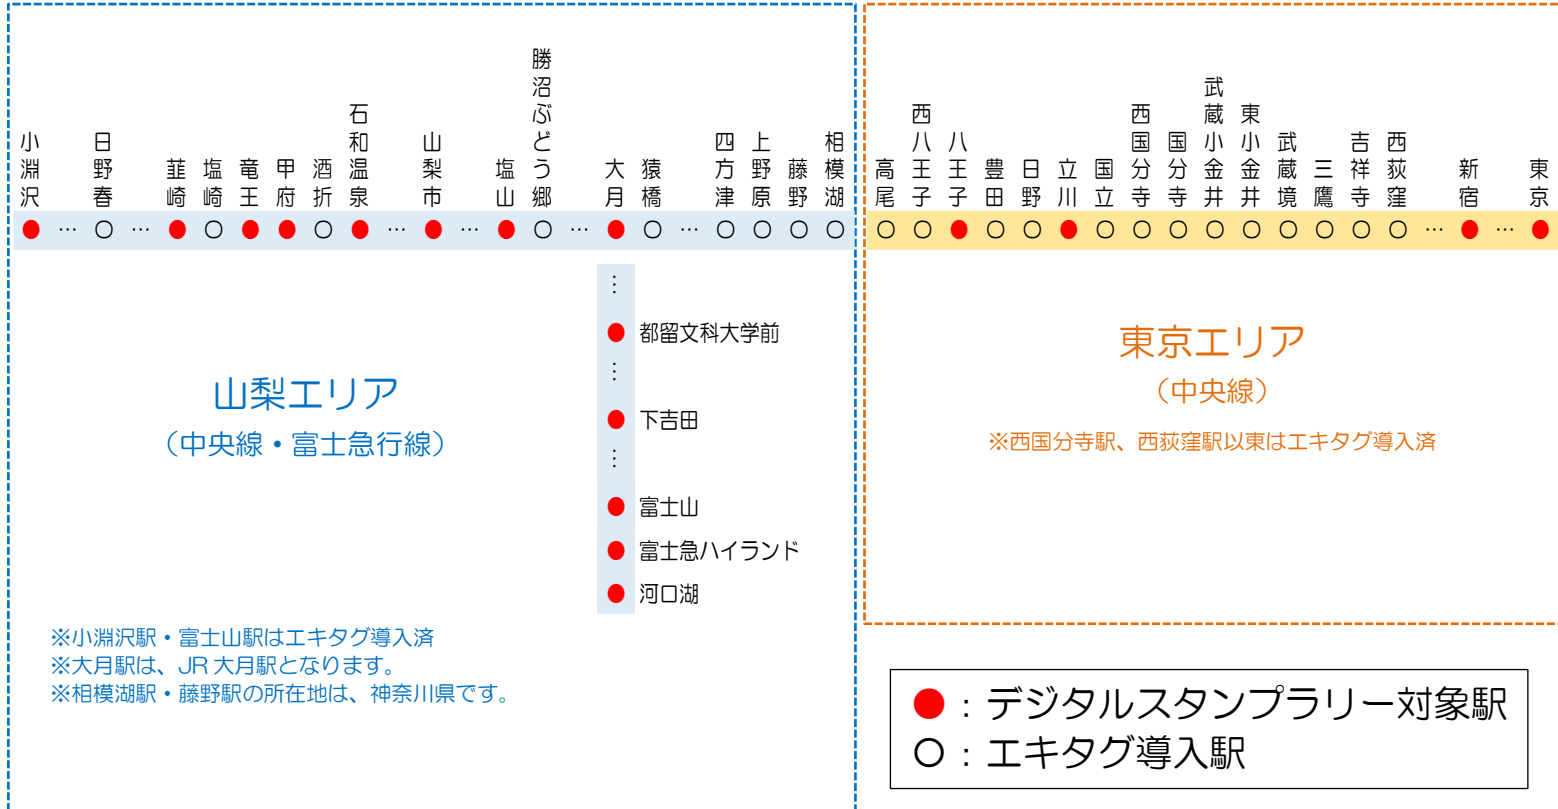 小淵沢
…
日野春
…
韮崎
塩崎
竜王
甲府
酒折
石和温泉
…
山梨市
…
塩山
勝沼ぶどう郷
…
大月
猿橋
…
四方津
上野原
藤野
相模湖
高尾
西八王子
八王子
豊田
日野
立川
国立
西国分寺
国分寺
武蔵小金井
東小金井
武蔵境
三鷹
吉祥寺
西荻窪
…
新宿
…
東京
…
都留文科大学前
…
下吉田
…
富士山
富士急ハイランド
河口湖
山梨エリア
(中央線・富士急行線)
※小淵沢駅・富士山駅はエキタグ導入済
※大月駅は、JR 大月駅となります。
※相模湖駅・藤野駅の所在地は、神奈川県です。
東京エリア
(中央線)
※西国分寺駅、西荻窪駅以東はエキタグ導入済
●:デジタルスタンプラリー対象駅
○:エキタグ導入駅